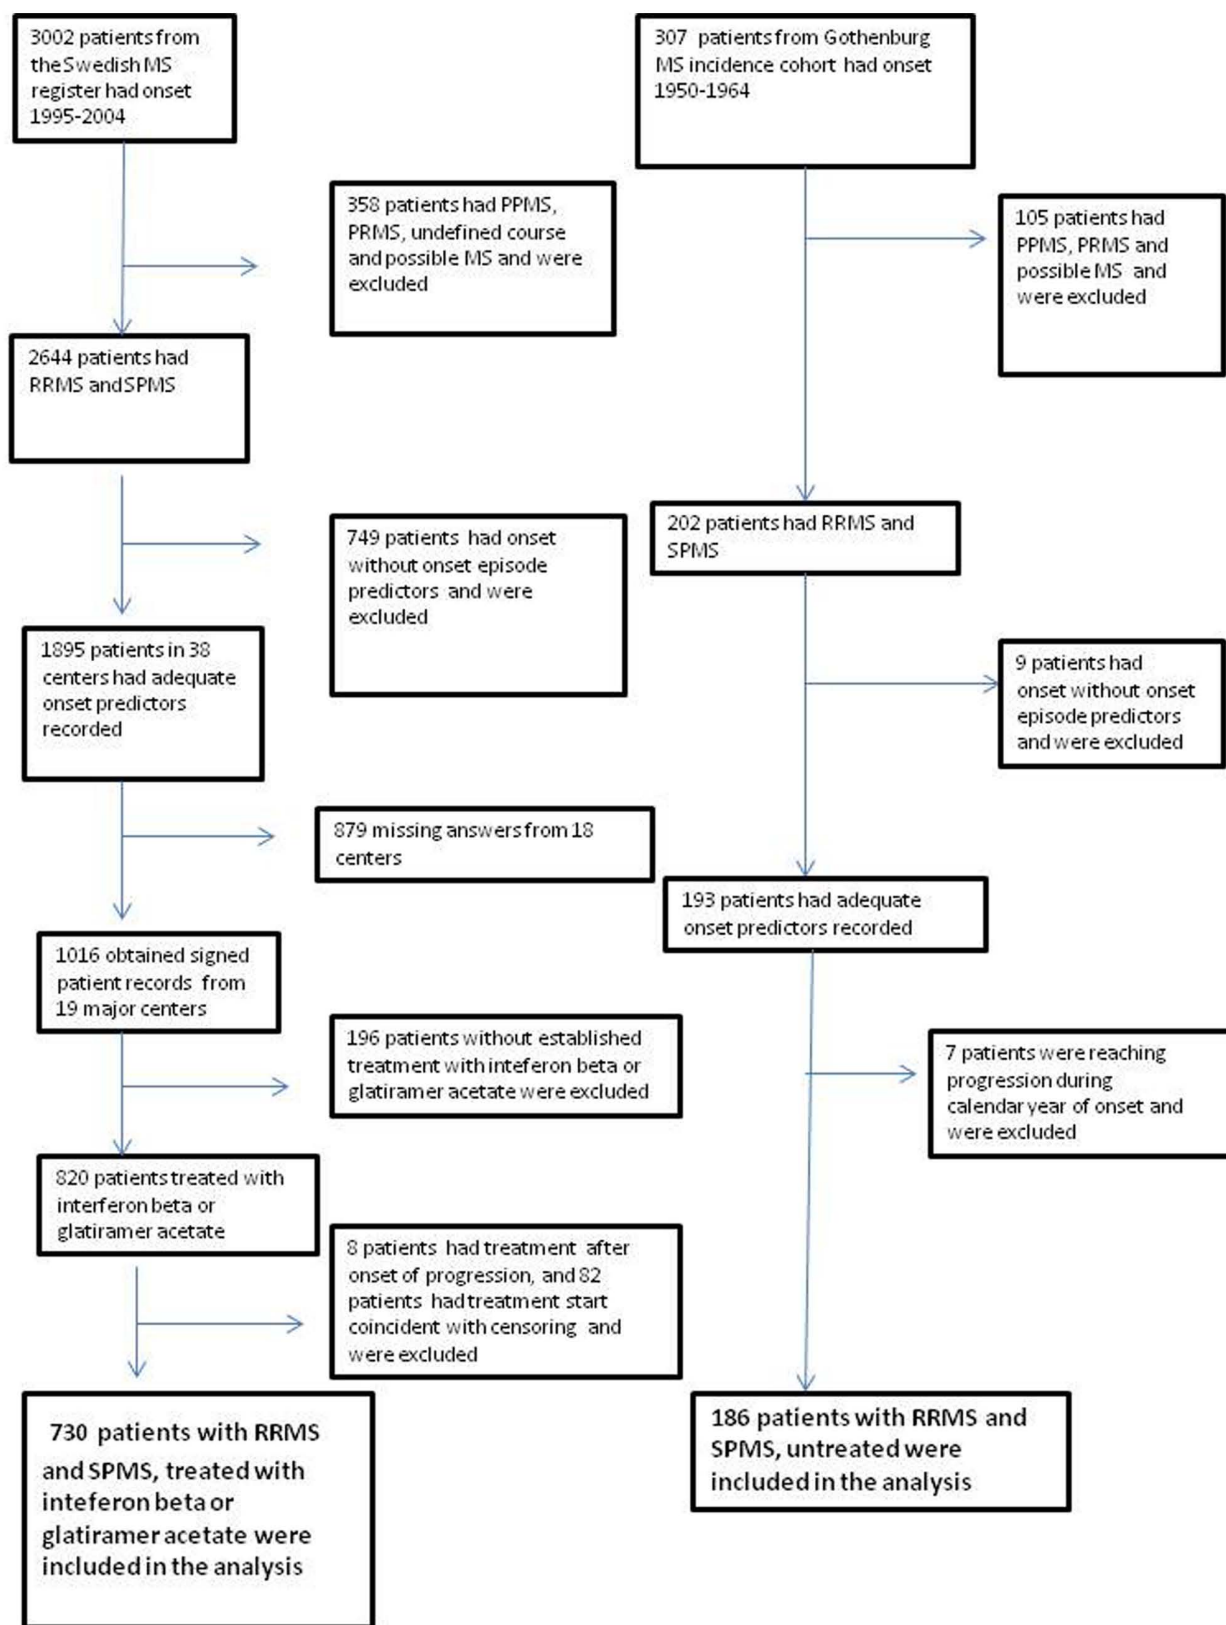 3002 patients from
the Swedish MS
register had onset
1995-2004
358 patients had PPMS,
PRMS, undefined course
and possible MS and were
excluded
2644 patients had
RRMS and SPMS
749 patients had onset
without onset episode
predictors and were
excluded
1895 patients in 38
centers had adequate
onset predictors
recorded
879 missing answers from 18
centers
1016 obtained signed
patient records from
19 major centers
196 patients without established
treatment with inteferon beta or
glatiramer acetate were excluded
820 patients treated with
interferon beta or
glatiramer acetate
8 patients had treatment after
onset of progression, and 82
patients had treatment start
coincident with censoring and
were excluded
730 patients with RRMS
and SPMS, treated with
inteferon beta or
glatiramer acetate were
included in the analysis
307 patients from Gothenburg
MS incidence cohort had onset
1950-1964
105 patients had
PPMS, PRMS and
possible MS and
were excluded
202 patients had RRMS and
SPMS
9 patients had
onset without onset
episode predictors
and were excluded
193 patients had adequate
onset predictors recorded
7 patients were reaching
progression during
calendar year of onset and
were excluded
186 patients with RRMS and
SPMS, untreated were
included in the analysis